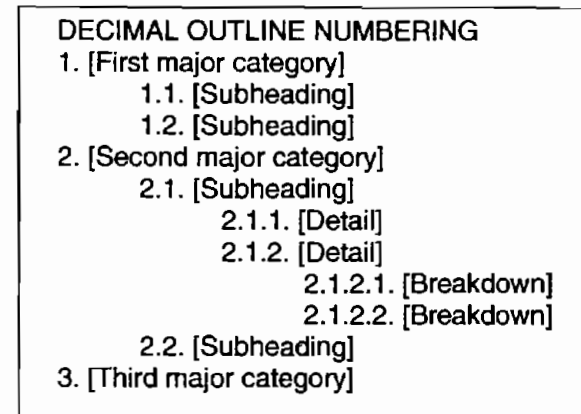 DECIMAL OUTLINE NUMBERING
1. [First major category]
1.1. [Subheading]
1.2. [Subheading]
2. [Second major category]
2.1. [Subheading]
2.1.1. [Detail]
2.1.2. [Detail]
2.1.2.1. [Breakdown]
2.1.2.2. [Breakdown]
2.2. [Subheading]
3. [Third major category]